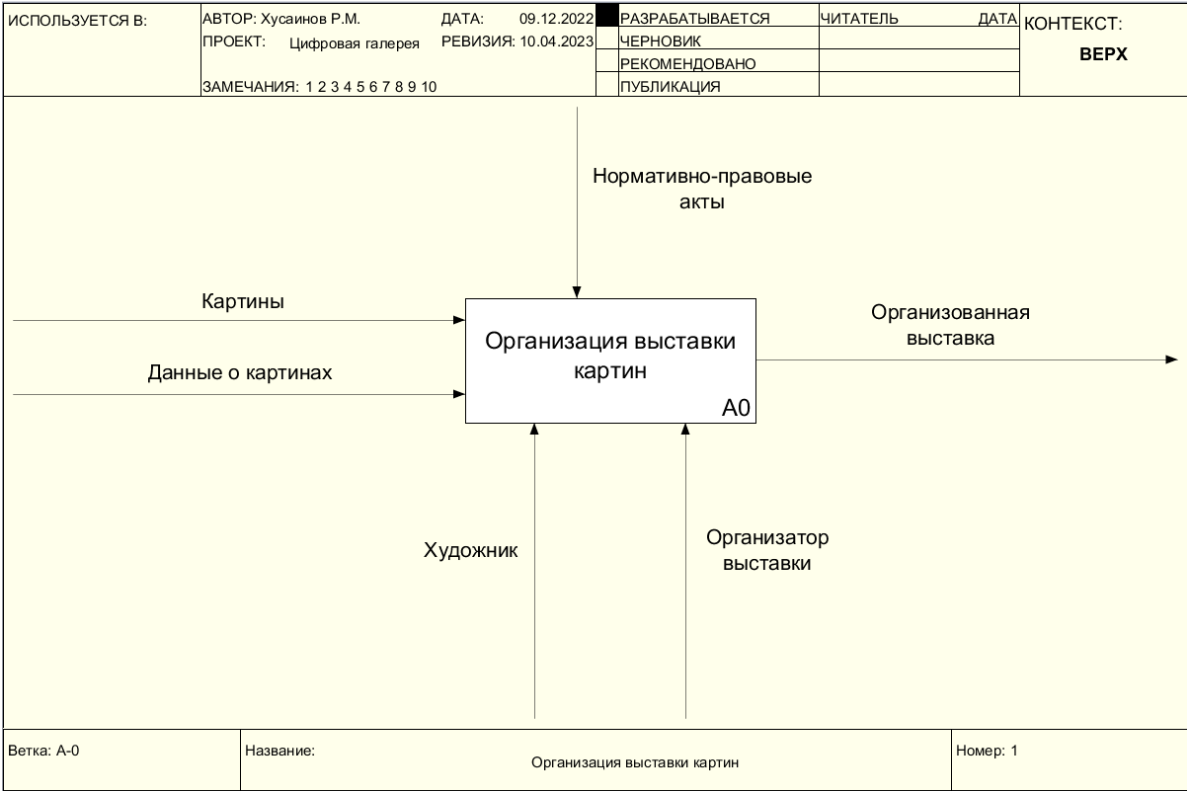 ИСПОЛЬЗУЕТСЯ В:
АВТОР: Хусаинов Р.М. ДАТА: 09.12.2022
ПРОЕКТ: Цифровая галерея РЕВИЗИЯ: 10.04.2023
ЗАМЕЧАНИЯ: 1 2 3 4 5 6 7 8 9 10
РАЗРАБАТЫВАЕТСЯ
ЧЕРНОВИК
РЕКОМЕНДОВАНО
ПУБЛИКАЦИЯ
ЧИТАТЕЛЬ ДАТА
КОНТЕКСТ:
ВЕРХ
Нормативно-правовые
акты
Картины
Данные о картинах
Организация выставки
картин
A0
Организованная
выставка
Художник
Организатор
выставки
Ветка: A-0
Название:
Организация выставки картин
Номер: 1